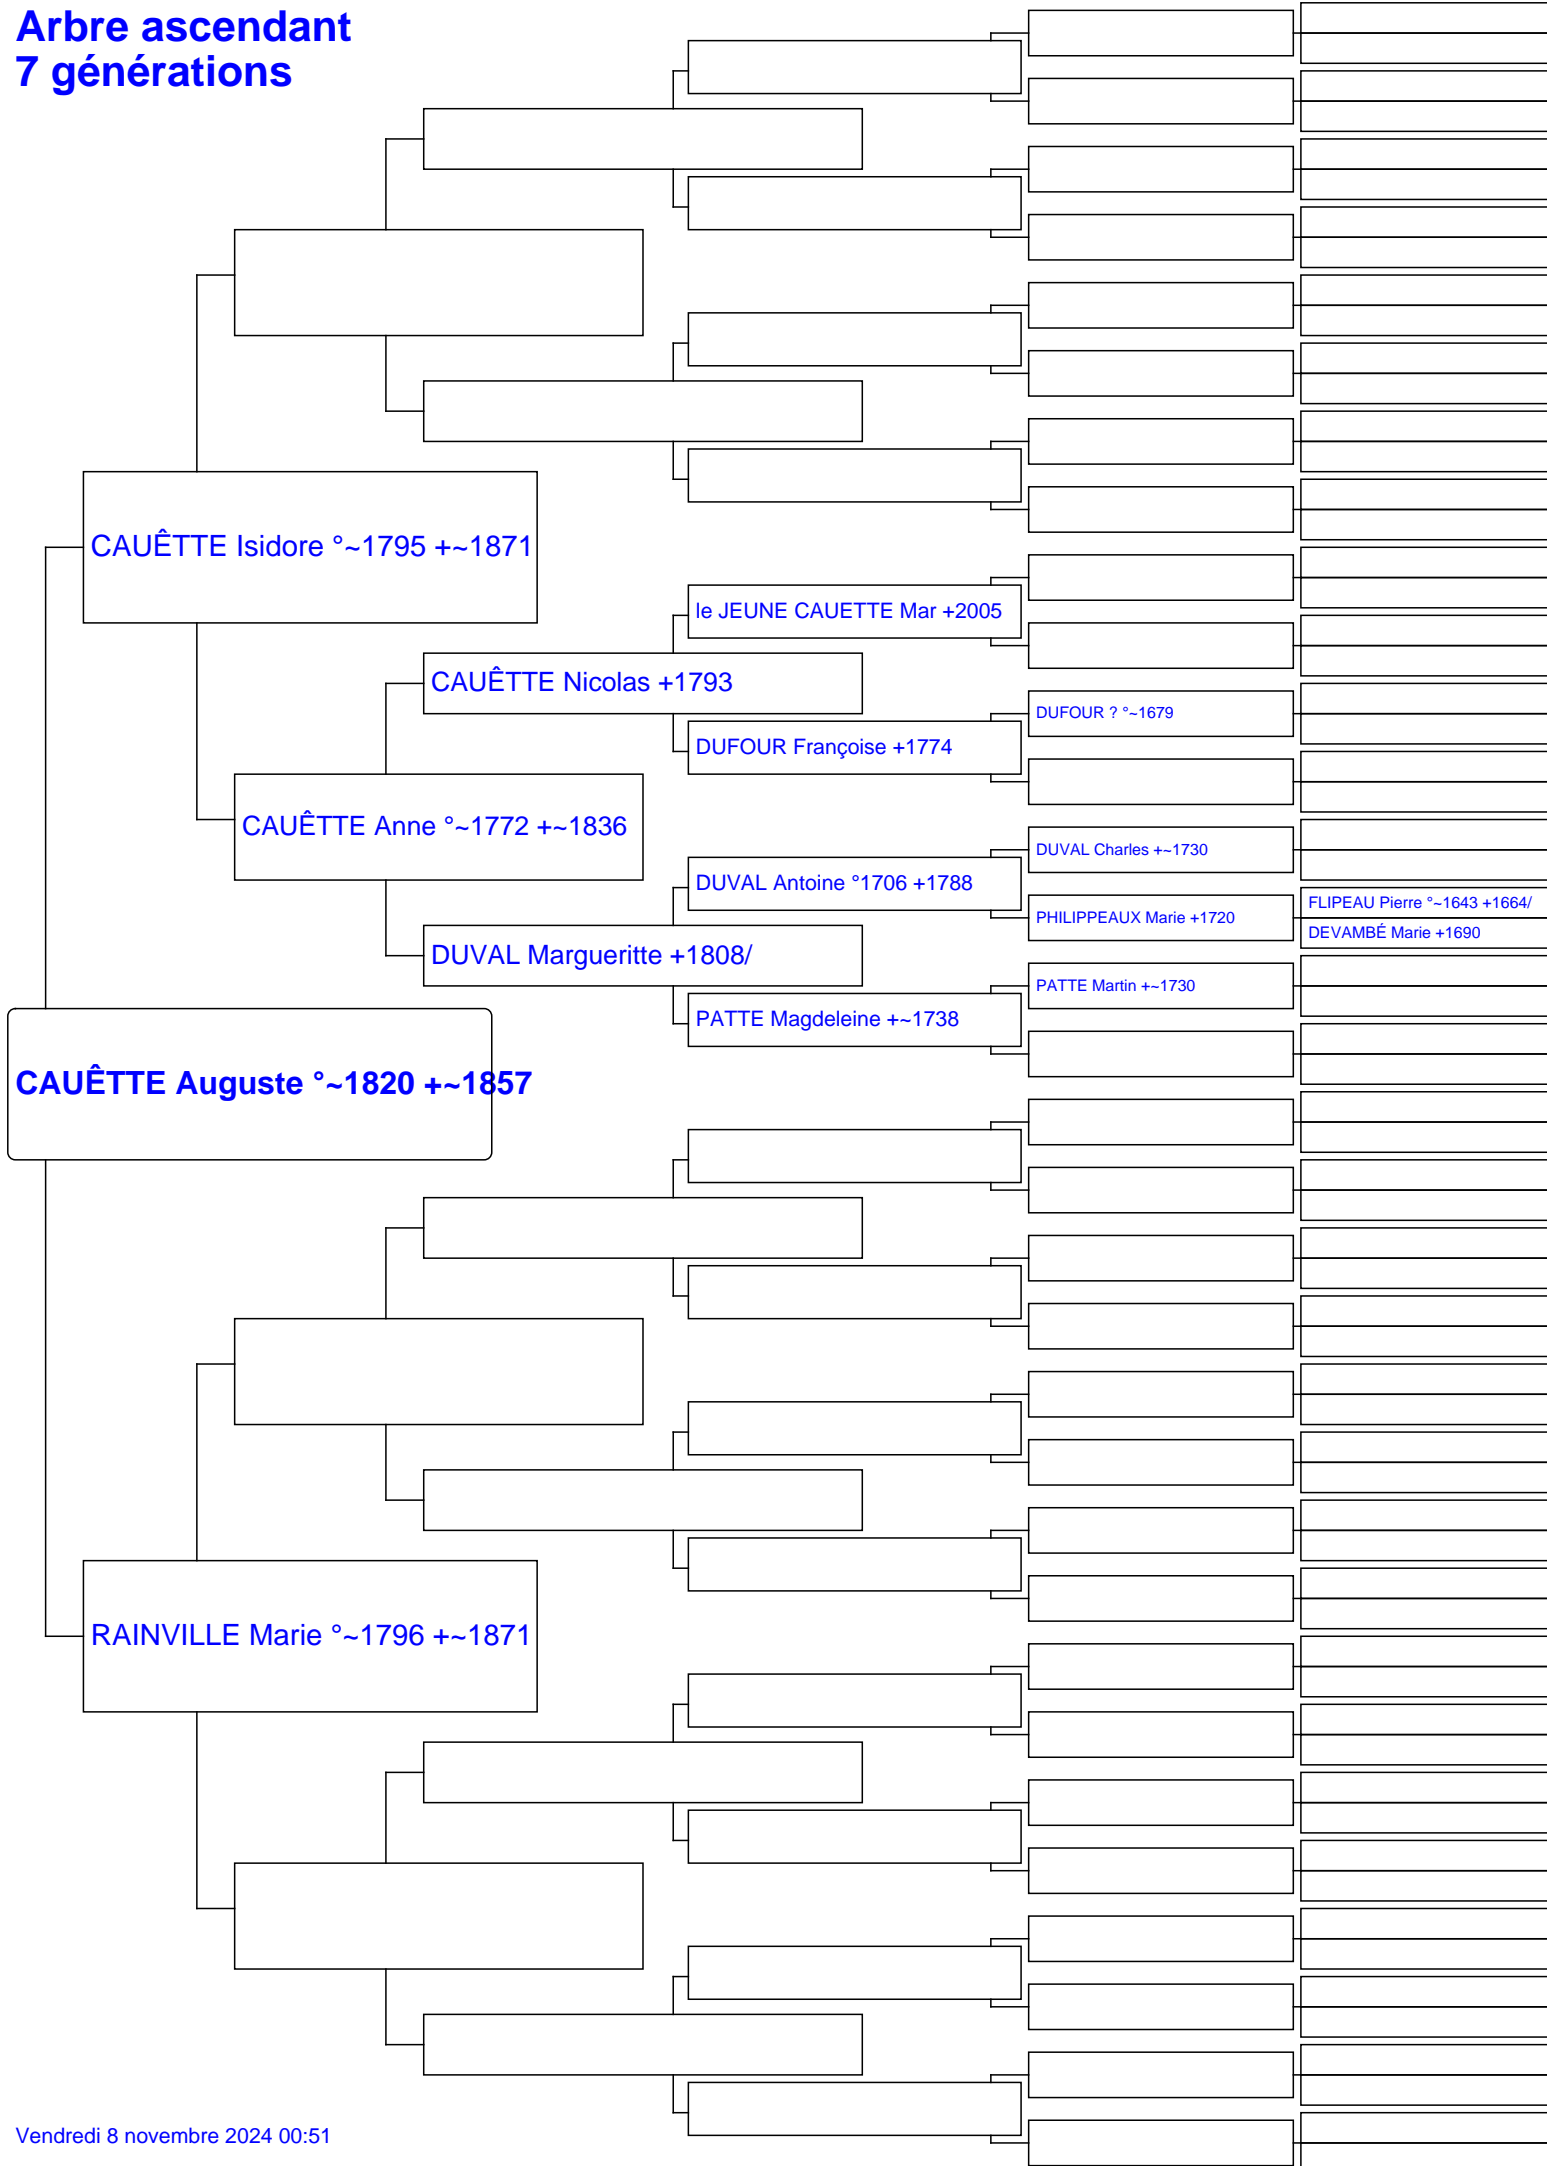 Arbre ascendant
7 générations
CAUÊTTE Isidore °~1795 +~1871
le JEUNE CAUETTE Mar +2005
CAUÊTTE Nicolas +1793
DUFOUR ? °~1679
DUFOUR Françoise +1774
CAUÊTTE Anne °~1772 +~1836
DUVAL Charles +~1730
DUVAL Antoine °1706 +1788
FLIPEAU Pierre °~1643 +1664/
PHILIPPEAUX Marie +1720
DEVAMBÉ Marie +1690
DUVAL Margueritte +1808/
PATTE Martin +~1730
PATTE Magdeleine +~1738
CAUÊTTE Auguste °~1820 +~1857
RAINVILLE Marie °~1796 +~1871
Vendredi 8 novembre 2024 00:51